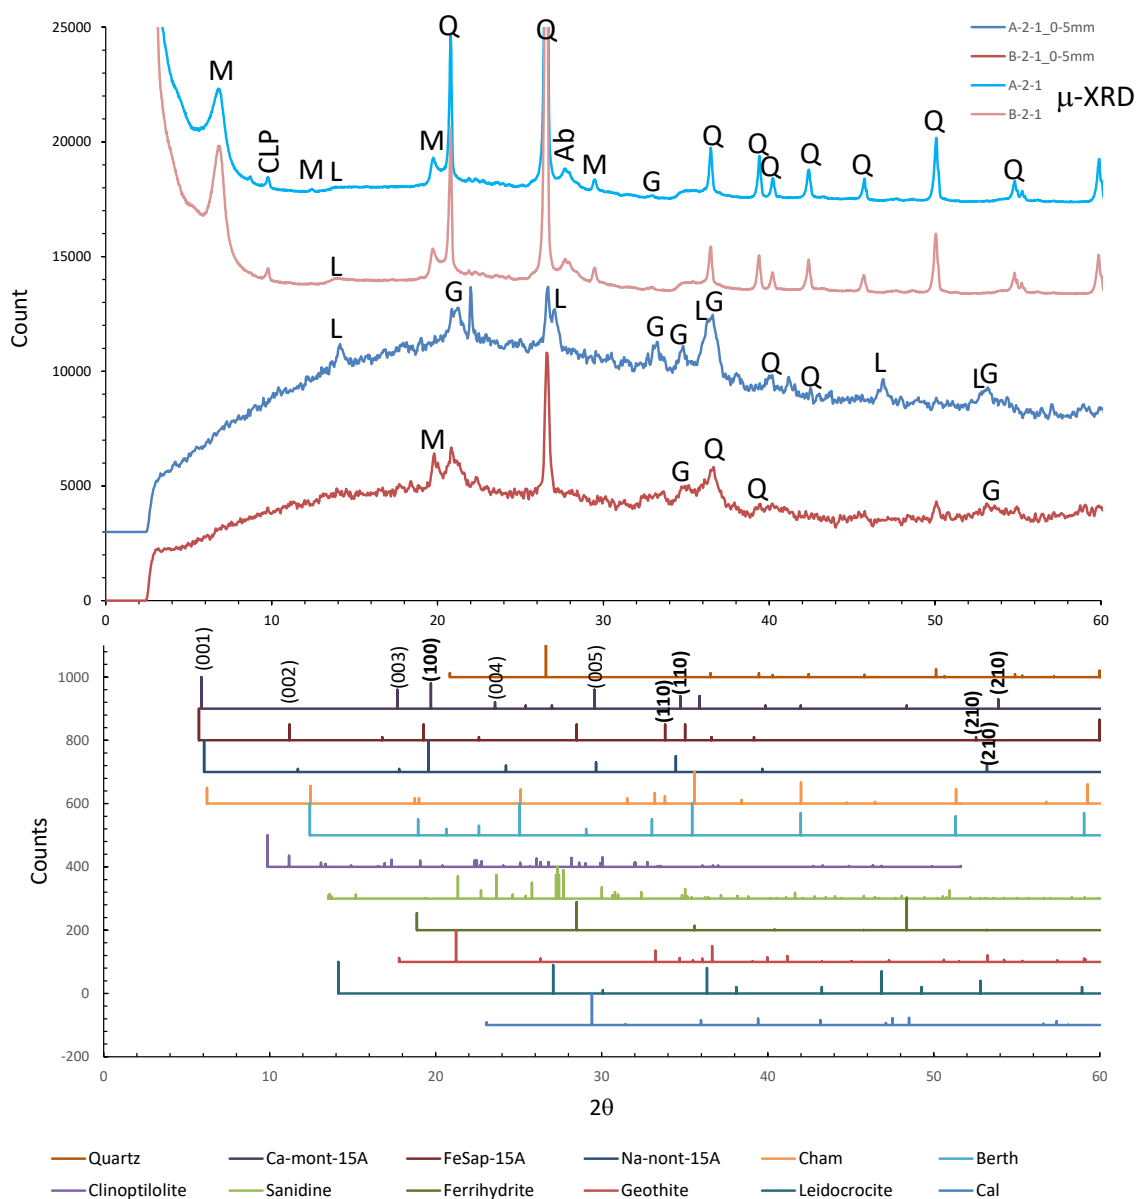 25000
20000
15000
10000
5000
0
Count
A-2-1_0-5mm
B-2-1_0-5mm
A-2-1
B-2-1
μ-XRD
M
CLP
M
L
M
Q
Q
Ab
M
G
Q
Q
Q
Q
Q
Q
Q
L
L
G
L
G
G
L
G
Q
Q
L
L
G
M
G
Q
Q
G
0 10 20 30 40 50 60
(001)
(002)
(003)
(100)
(004)
(005)
(110)
(110)
(210)
(210)
(210)
1000
800
600
400
200
0
-200
Counts
0 10 20 30 40 50 60
2θ
Quartz Ca-mont-15A FeSap-15A Na-nont-15A Cham Berth
Clinoptilolite Sanidine Ferrihydrite Geothite Leidocrocite Cal